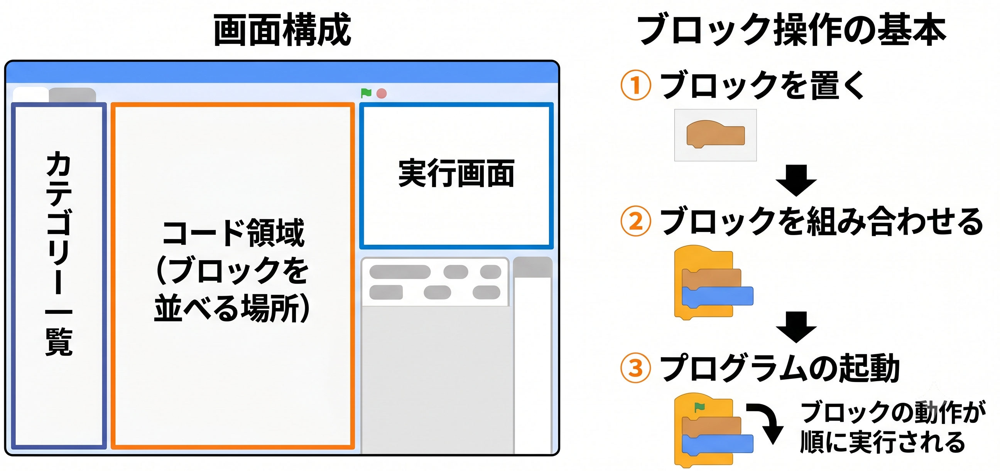 画面構成
カテゴリー一覧
コード領域
（ブロックを
並べる場所）
実行画面
ブロック操作の基本
① ブロックを置く
② ブロックを組み合わせる
③ プログラムの起動
ブロックの動作が
順に実行される